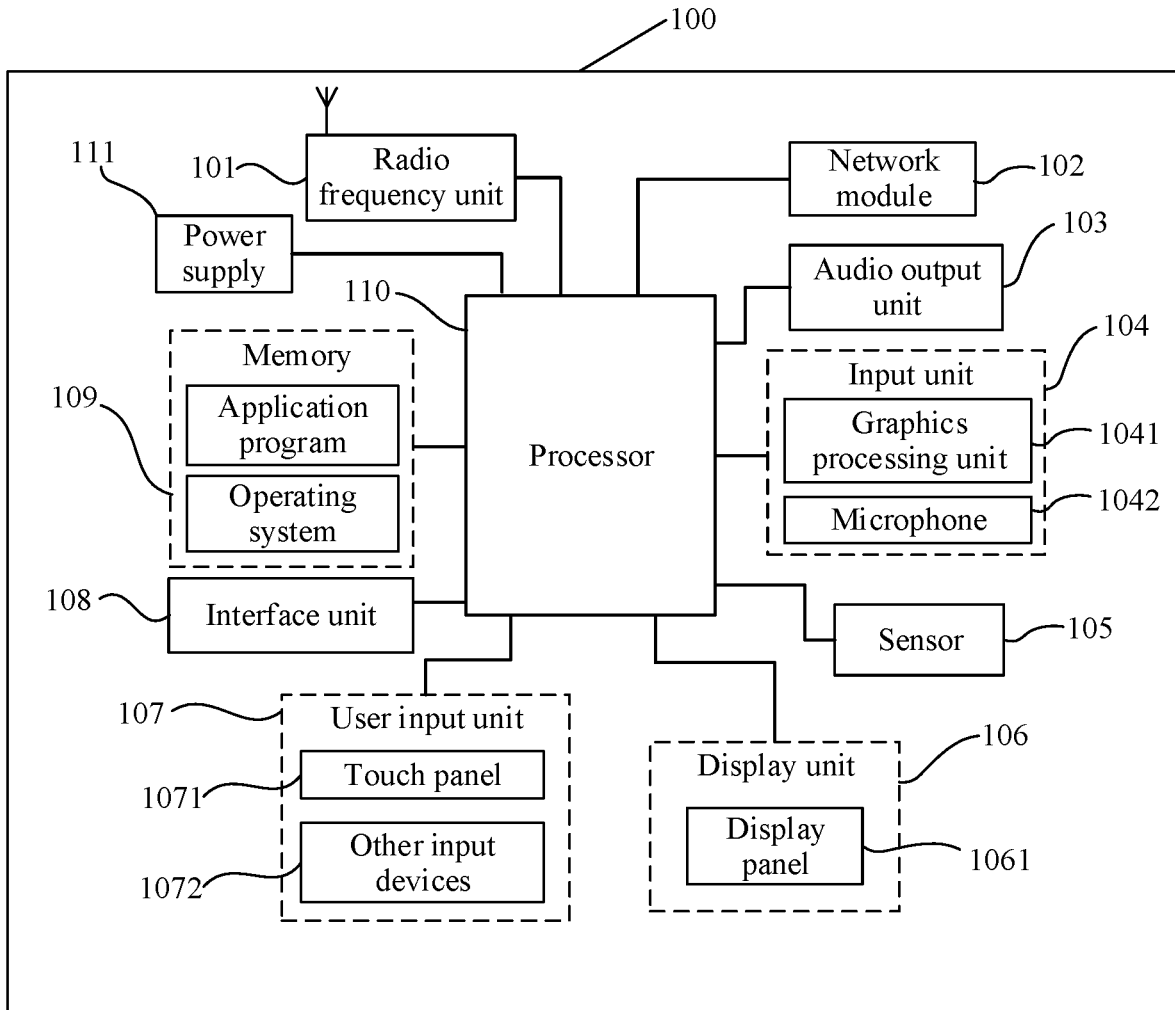 100
111
101
Radio
frequency unit
Network
module
102
Power
supply
103
Audio output
unit
110
104
Memory
109
Application
program
Operating
system
Processor
Input unit
Graphics
processing unit
1041
1042
Microphone
108
Interface unit
Sensor
105
107
User input unit
1071
Touch panel
1072
Other input
devices
106
Display unit
Display
panel
1061